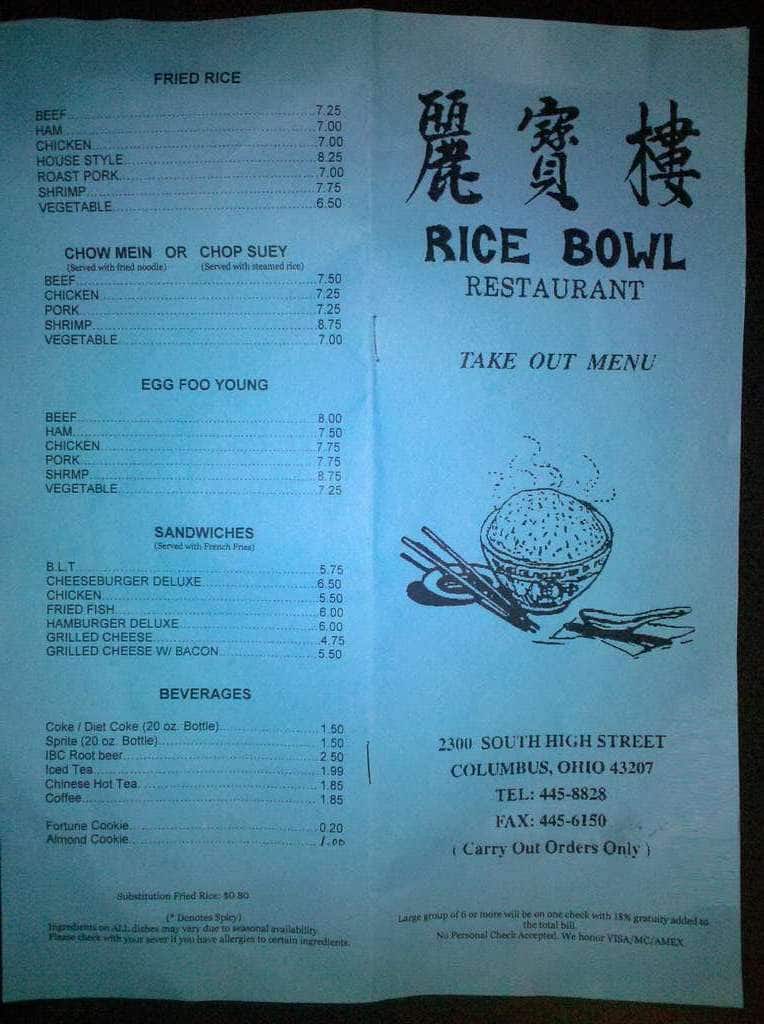 FRIED RICE
BEEF 7.25
HAM 7.00
CHICKEN 7.00
HOUSE STYLE 8.25
ROAST PORK 7.00
SHRIMP 7.75
VEGETABLE 6.50
CHOW MEIN OR CHOP SUEY
(Served with fried noodle) (Served with steamed rice)
BEEF 7.50
CHICKEN 7.25
PORK 7.25
SHRIMP 8.75
VEGETABLE 7.00
EGG FOO YOUNG
BEEF 8.00
HAM 7.50
CHICKEN 7.75
PORK 7.75
SHRMP 8.75
VEGETABLE 7.25
SANDWICHES
(Served with French Fries)
B.L.T 5.75
CHEESEBURGER DELUXE 6.50
CHICKEN 5.50
FRIED FISH 6.00
HAMBURGER DELUXE 6.00
GRILLED CHEESE 4.75
GRILLED CHEESE W/ BACON 5.50
BEVERAGES
Coke / Diet Coke (20 oz. Bottle) 1.50
Sprite (20 oz. Bottle) 1.50
IBC Root beer 2.50
Iced Tea 1.99
Chinese Hot Tea 1.85
Coffee 1.85
Fortune Cookie 0.20
Almond Cookie 1.00
Substitution Fried Rice: $0.80
(* Denotes Spicy)
Ingredients on ALL dishes may vary due to seasonal availability.
Please check with your sever if you have allergies to certain ingredients.
麗寶樓
RICE BOWL
RESTAURANT
TAKE OUT MENU
2300 SOUTH HIGH STREET
COLUMBUS, OHIO 43207
TEL: 445-8828
FAX: 445-6150
( Carry Out Orders Only )
Large group of 6 or more will be on one check with 18% gratuity added to
the total bill.
No Personal Check Accepted. We honor VISA/MC/AMEX